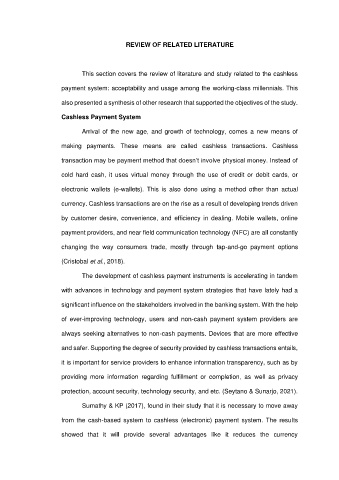 REVIEW OF RELATED LITERATURE
This section covers the review of literature and study related to the cashless
payment system: acceptability and usage among the working-class millennials. This
also presented a synthesis of other research that supported the objectives of the study.
Cashless Payment System
Arrival of the new age, and growth of technology, comes a new means of
making payments. These means are called cashless transactions. Cashless
transaction may be payment method that doesn't involve physical money. Instead of
cold hard cash, it uses virtual money through the use of credit or debit cards, or
electronic wallets (e-wallets). This is also done using a method other than actual
currency. Cashless transactions are on the rise as a result of developing trends driven
by customer desire, convenience, and efficiency in dealing. Mobile wallets, online
payment providers, and near field communication technology (NFC) are all constantly
changing the way consumers trade, mostly through tap-and-go payment options
(Cristobal et al., 2018).
The development of cashless payment instruments is accelerating in tandem
with advances in technology and payment system strategies that have lately had a
significant influence on the stakeholders involved in the banking system. With the help
of ever-improving technology, users and non-cash payment system providers are
always seeking alternatives to non-cash payments. Devices that are more effective
and safer. Supporting the degree of security provided by cashless transactions entails,
it is important for service providers to enhance information transparency, such as by
providing more information regarding fulfillment or completion, as well as privacy
protection, account security, technology security, and etc. (Seytano & Sunarjo, 2021).
Sumathy & KP (2017), found in their study that it is necessary to move away
from the cash-based system to cashless (electronic) payment system. The results
showed that it will provide several advantages like it reduces the currency